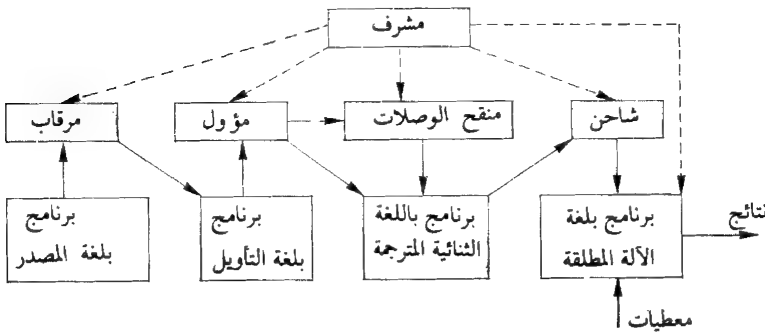 مشرف
مرقاب
مؤول
منقح الوصلات
شاحن
برنامج
بلغة المصدر
برنامج
بلغة التأويل
برنامج باللغة
الثنائية المترجمة
برنامج بلغة
الآلة المطلقة
نتائج
معطيات